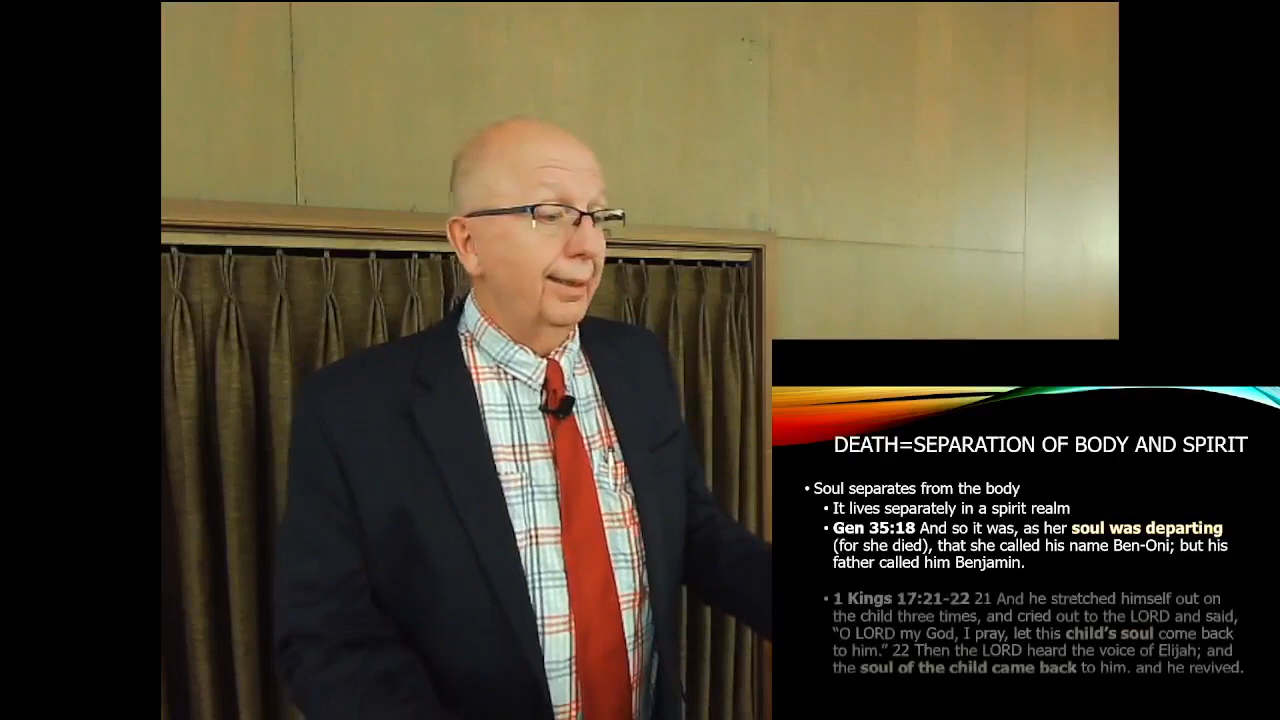 DEATH=SEPARATION OF BODY AND SPIRIT
• Soul separates from the body
• It lives separately in a spirit realm
• Gen 35:18 And so it was, as her soul was departing
(for she died), that she called his name Ben-Oni; but his
father called him Benjamin.
• 1 Kings 17:21-22 21 And he stretched himself out on
the child three times, and cried out to the LORD and said,
“O LORD my God, I pray, let this child’s soul come back
to him.” 22 Then the LORD heard the voice of Elijah; and
the soul of the child came back to him, and he revived.